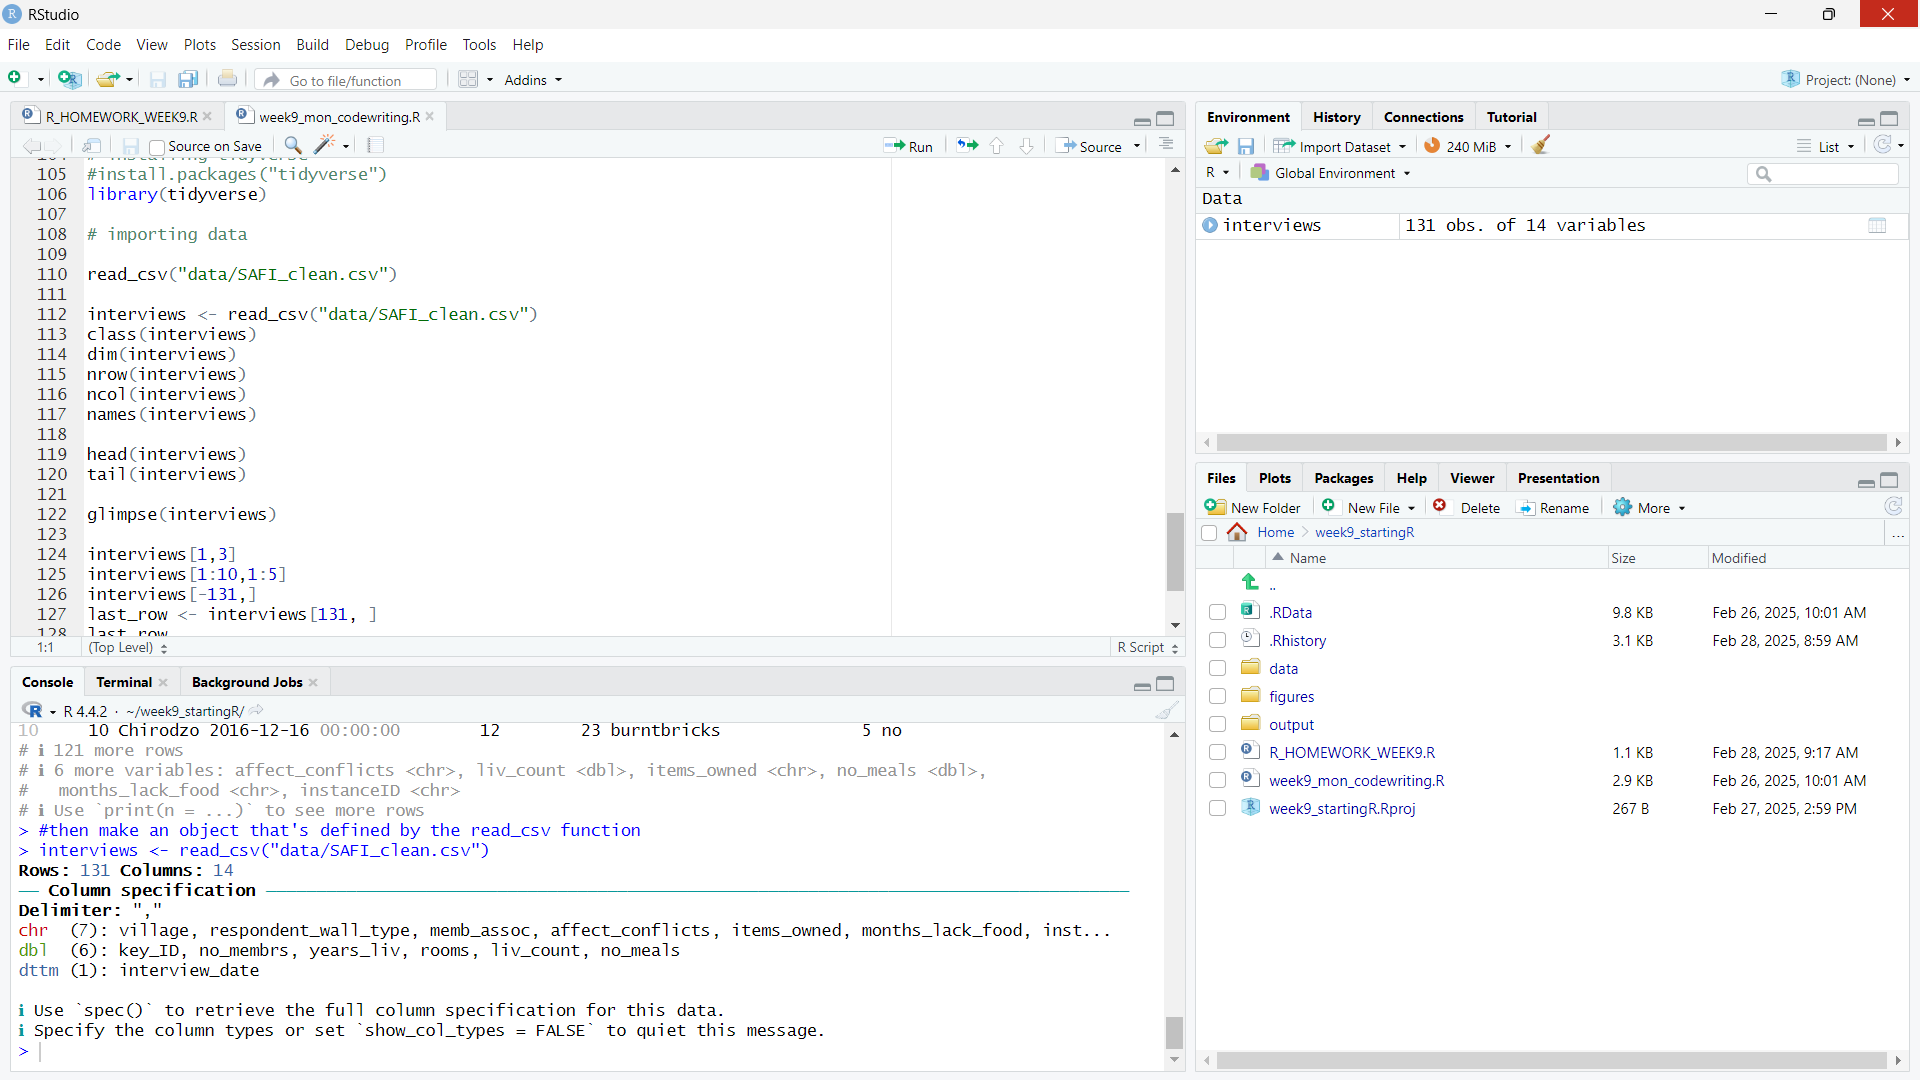 RStudio
File Edit Code View Plots Session Build Debug Profile Tools Help
Go to file/function Addins Project: (None)
R_HOMEWORK_WEEK9.R week9_mon_codewriting.R
Source on Save Run Source
105 #install.packages("tidyverse")
106 library(tidyverse)
107
108 # importing data
109
110 read_csv("data/SAFI_clean.csv")
111
112 interviews <- read_csv("data/SAFI_clean.csv")
113 class(interviews)
114 dim(interviews)
115 nrow(interviews)
116 ncol(interviews)
117 names(interviews)
118
119 head(interviews)
120 tail(interviews)
121
122 glimpse(interviews)
123
124 interviews[1,3]
125 interviews[1:10,1:5]
126 interviews[-131,]
127 last_row <- interviews[131, ]
128 last_row
1:1 (Top Level) R Script
Console Terminal Background Jobs
R 4.4.2 · ~/week9_startingR/
10 10 Chirodzo 2016-12-16 00:00:00 12 23 burntbricks 5 no
# ℹ 121 more rows
# ℹ 6 more variables: affect_conflicts <chr>, liv_count <dbl>, items_owned <chr>, no_meals <dbl>,
# months_lack_food <chr>, instanceID <chr>
# ℹ Use `print(n = ...)` to see more rows
> #then make an object that's defined by the read_csv function
> interviews <- read_csv("data/SAFI_clean.csv")
Rows: 131 Columns: 14
── Column specification ──
Delimiter: ","
chr (7): village, respondent_wall_type, memb_assoc, affect_conflicts, items_owned, months_lack_food, inst...
dbl (6): key_ID, no_membrs, years_liv, rooms, liv_count, no_meals
dttm (1): interview_date
ℹ Use `spec()` to retrieve the full column specification for this data.
ℹ Specify the column types or set `show_col_types = FALSE` to quiet this message.
>
Environment History Connections Tutorial
Import Dataset 240 MiB List
R Global Environment
Data
interviews 131 obs. of 14 variables
Files Plots Packages Help Viewer Presentation
New Folder New File Delete Rename More
Home week9_startingR ...
Name Size Modified
..
.RData 9.8 KB Feb 26, 2025, 10:01 AM
.Rhistory 3.1 KB Feb 28, 2025, 8:59 AM
data
figures
output
R_HOMEWORK_WEEK9.R 1.1 KB Feb 28, 2025, 9:17 AM
week9_mon_codewriting.R 2.9 KB Feb 26, 2025, 10:01 AM
week9_startingR.Rproj 267 B Feb 27, 2025, 2:59 PM